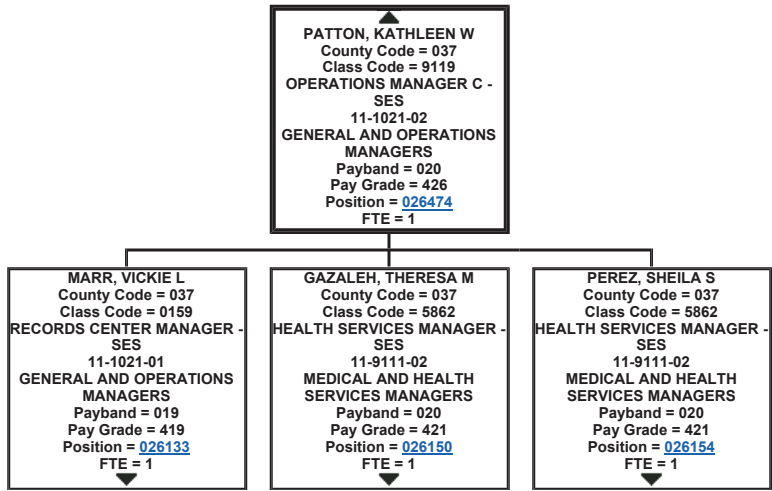 PATTON, KATHLEEN W
County Code = 037
Class Code = 9119
OPERATIONS MANAGER C -
SES
11-1021-02
GENERAL AND OPERATIONS
MANAGERS
Payband = 020
Pay Grade = 426
Position = 026474
FTE = 1
MARR, VICKIE L
County Code = 037
Class Code = 0159
RECORDS CENTER MANAGER -
SES
11-1021-01
GENERAL AND OPERATIONS
MANAGERS
Payband = 019
Pay Grade = 419
Position = 026133
FTE = 1
GAZALEH, THERESA M
County Code = 037
Class Code = 5862
HEALTH SERVICES MANAGER -
SES
11-9111-02
MEDICAL AND HEALTH
SERVICES MANAGERS
Payband = 020
Pay Grade = 421
Position = 026150
FTE = 1
PEREZ, SHEILA S
County Code = 037
Class Code = 5862
HEALTH SERVICES MANAGER -
SES
11-9111-02
MEDICAL AND HEALTH
SERVICES MANAGERS
Payband = 020
Pay Grade = 421
Position = 026154
FTE = 1